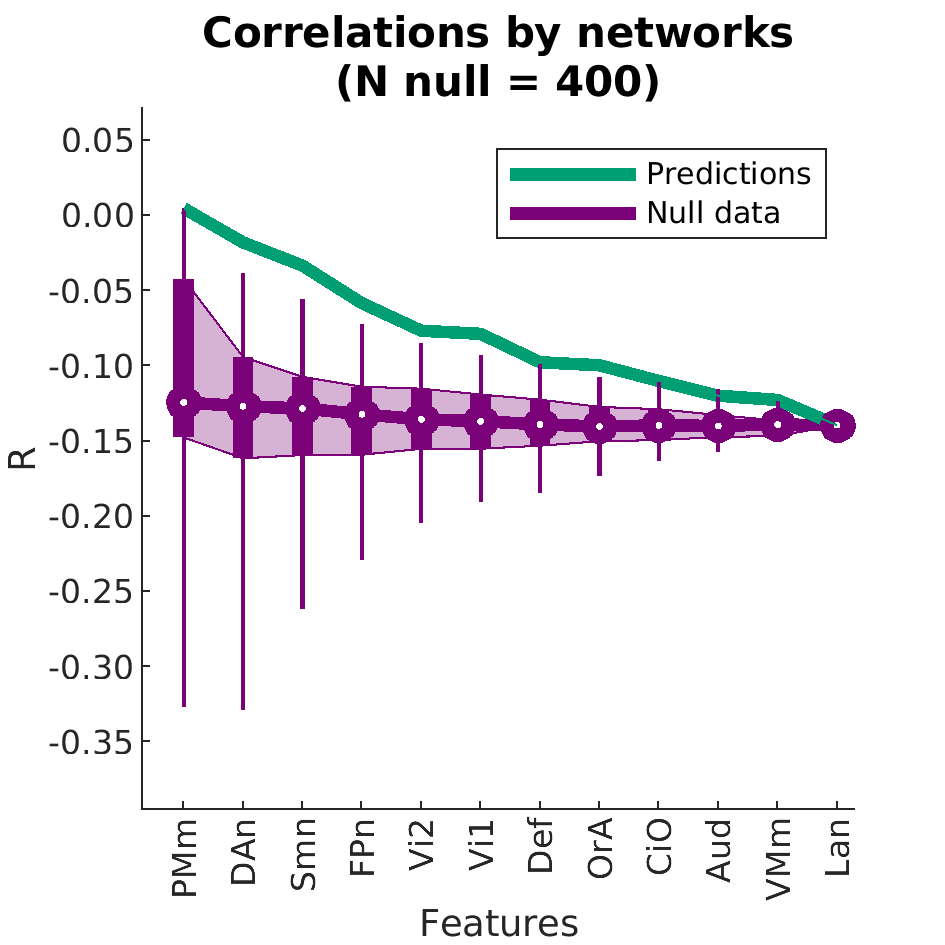 Correlations by networks
(N null = 400)
Predictions
Null data
0.05
0.00
-0.05
-0.10
-0.15
-0.20
-0.25
-0.30
-0.35
R
PMm
DAn
Smn
FPn
Vi2
Vi1
Def
OrA
CiO
Aud
VMm
Lan
Features